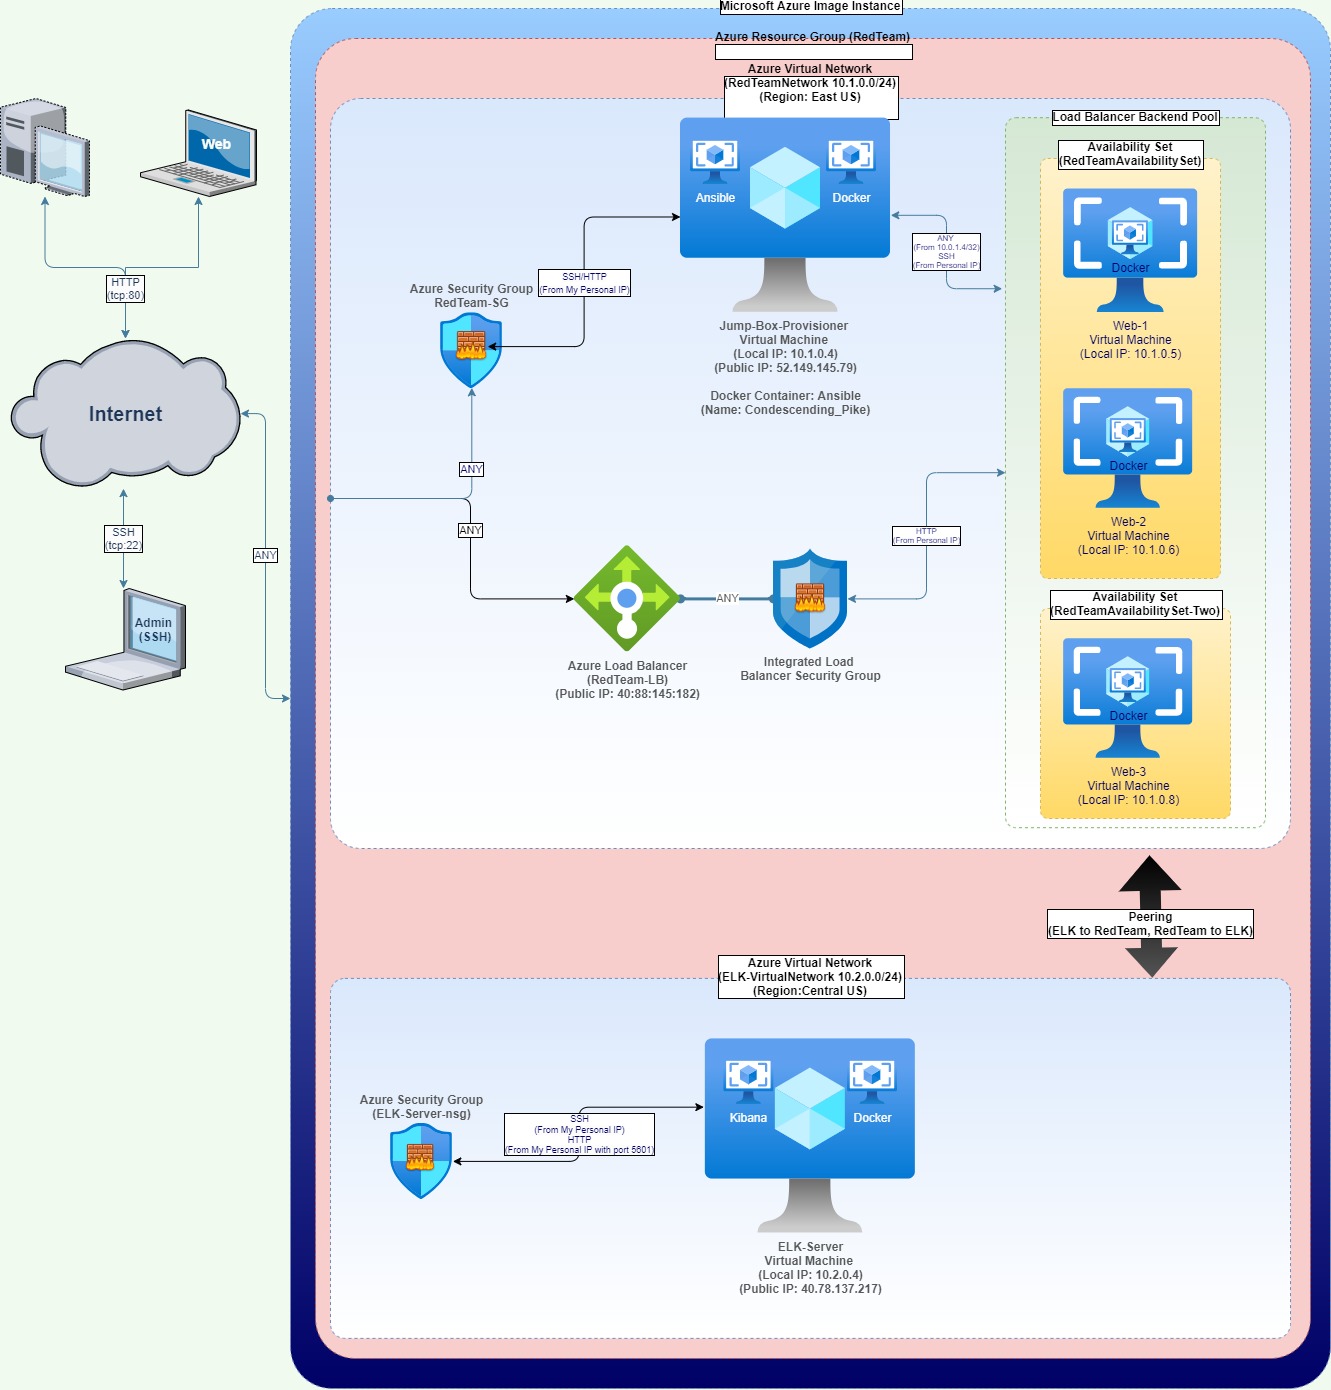 Microsoft Azure Image Instance
Azure Resource Group (RedTeam)
Azure Virtual Network
(RedTeamNetwork 10.1.0.0/24)
(Region: East US)
Web
HTTP
(tcp:80)
Internet
SSH
(tcp:22)
Admin
(SSH)
ANY
Azure Security Group
RedTeam-SG
SSH/HTTP
(From My Personal IP)
Ansible
Docker
Jump-Box-Provisioner
Virtual Machine
(Local IP: 10.1.0.4)
(Public IP: 52.149.145.79)
Docker Container: Ansible
(Name: Condescending_Pike)
ANY
(From 10.0.1.4/32)
SSH
(From Personal IP)
ANY
ANY
Azure Load Balancer
(RedTeam-LB)
(Public IP: 40:88:145:182)
ANY
Integrated Load
Balancer Security Group
HTTP
(From Personal IP)
Load Balancer Backend Pool
Availability Set
(RedTeamAvailabilitySet)
Docker
Web-1
Virtual Machine
(Local IP: 10.1.0.5)
Docker
Web-2
Virtual Machine
(Local IP: 10.1.0.6)
Availability Set
(RedTeamAvailabilitySet-Two)
Docker
Web-3
Virtual Machine
(Local IP: 10.1.0.8)
Peering
(ELK to RedTeam, RedTeam to ELK)
Azure Virtual Network
(ELK-VirtualNetwork 10.2.0.0/24)
(Region:Central US)
Azure Security Group
(ELK-Server-nsg)
SSH
(From My Personal IP)
HTTP
(From My Personal IP with port 5601)
Kibana
Docker
ELK-Server
Virtual Machine
(Local IP: 10.2.0.4)
(Public IP: 40.78.137.217)